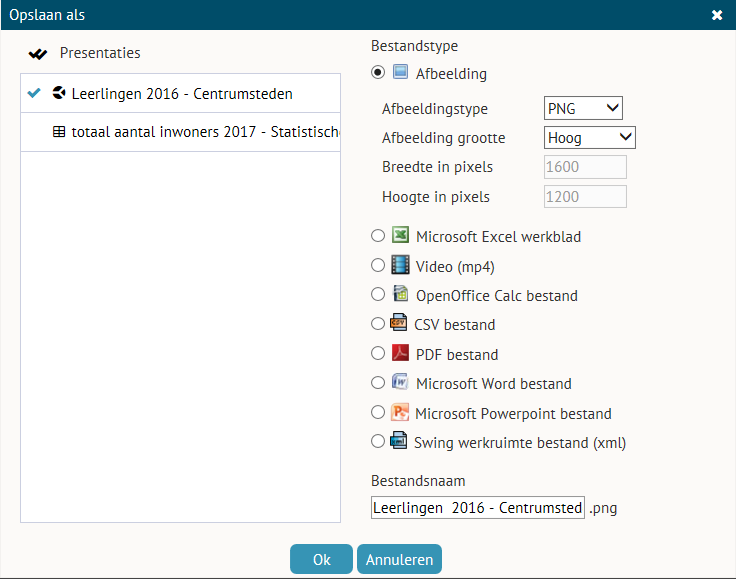 Opslaan als
Presentaties
Leerlingen 2016 - Centrumsteden
totaal aantal inwoners 2017 - Statistische
Bestandstype
Afbeelding
Afbeeldingstype PNG
Afbeelding grootte Hoog
Breedte in pixels 1600
Hoogte in pixels 1200
Microsoft Excel werkblad
Video (mp4)
OpenOffice Calc bestand
CSV bestand
PDF bestand
Microsoft Word bestand
Microsoft Powerpoint bestand
Swing werkruimte bestand (xml)
Bestandsnaam
Leerlingen  2016 - Centrumsted .png
Ok Annuleren